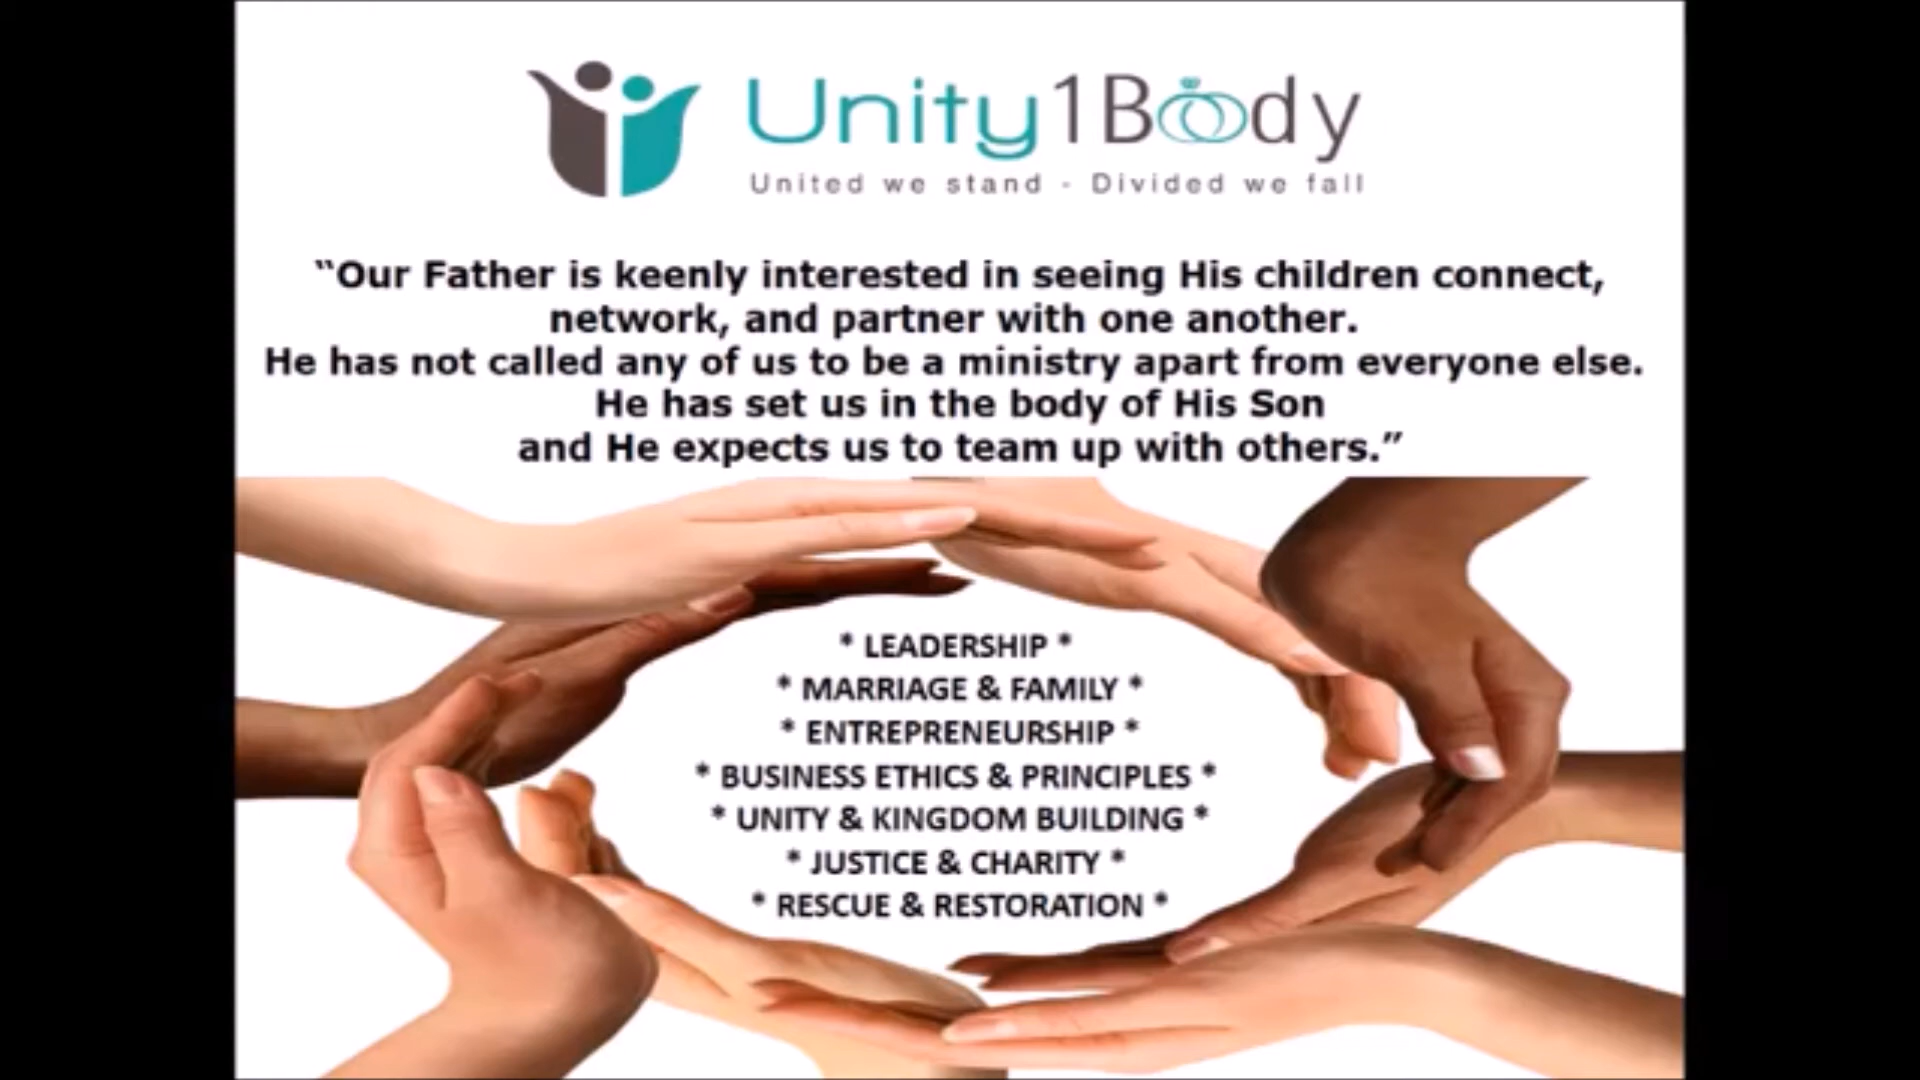 Unity1Body
United we stand - Divided we fall
“Our Father is keenly interested in seeing His children connect,
network, and partner with one another.
He has not called any of us to be a ministry apart from everyone else.
He has set us in the body of His Son
and He expects us to team up with others.”
* LEADERSHIP *
* MARRIAGE & FAMILY *
* ENTREPRENEURSHIP *
* BUSINESS ETHICS & PRINCIPLES *
* UNITY & KINGDOM BUILDING *
* JUSTICE & CHARITY *
* RESCUE & RESTORATION *